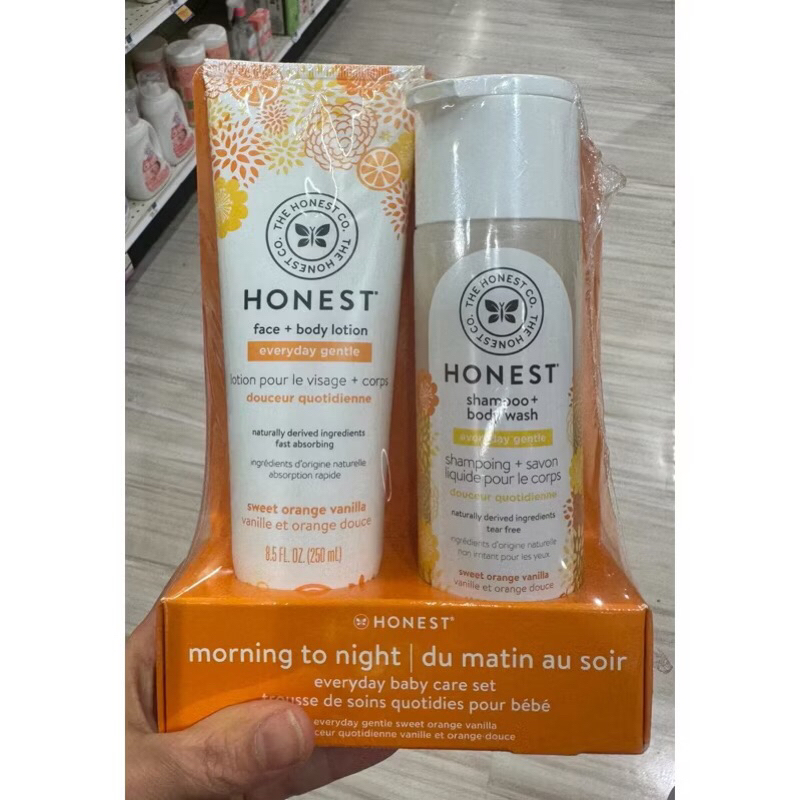 THE HONEST CO. THE HONEST CO.
HONEST
face + body lotion
everyday gentle
lotion pour le visage + corps
douceur quotidienne
naturally derived ingredients
fast absorbing
ingrédients d'origine naturelle
absorption rapide
sweet orange vanilla
vanille et orange douce
8.5 FL. OZ. (250 mL)
THE HONEST CO. THE HONEST CO.
HONEST
shampoo +
body wash
everyday gentle
shampoing + savon
liquide pour le corps
douceur quotidienne
naturally derived ingredients
tear free
ingrédients d'origine naturelle
non irritant pour les yeux
sweet orange vanilla
vanille et orange douce
HONEST
morning to night | du matin au soir
everyday baby care set
trousse de soins quotidies pour bébé
everyday gentle sweet orange vanilla
quotidienne vanille et orange douce